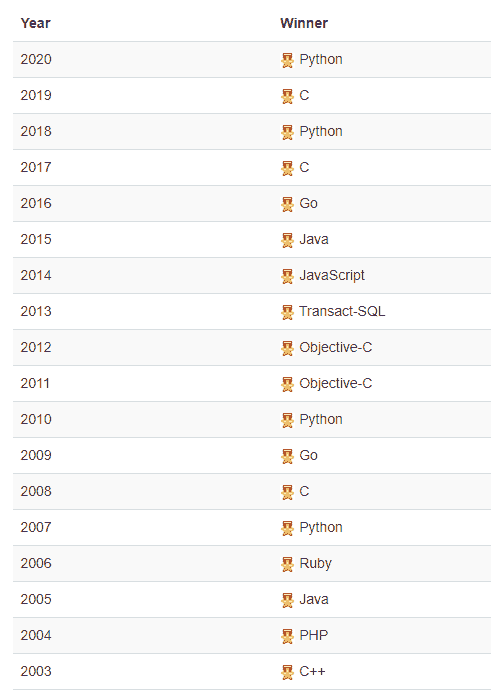 Year Winner
2020 Python
2019 C
2018 Python
2017 C
2016 Go
2015 Java
2014 JavaScript
2013 Transact-SQL
2012 Objective-C
2011 Objective-C
2010 Python
2009 Go
2008 C
2007 Python
2006 Ruby
2005 Java
2004 PHP
2003 C++